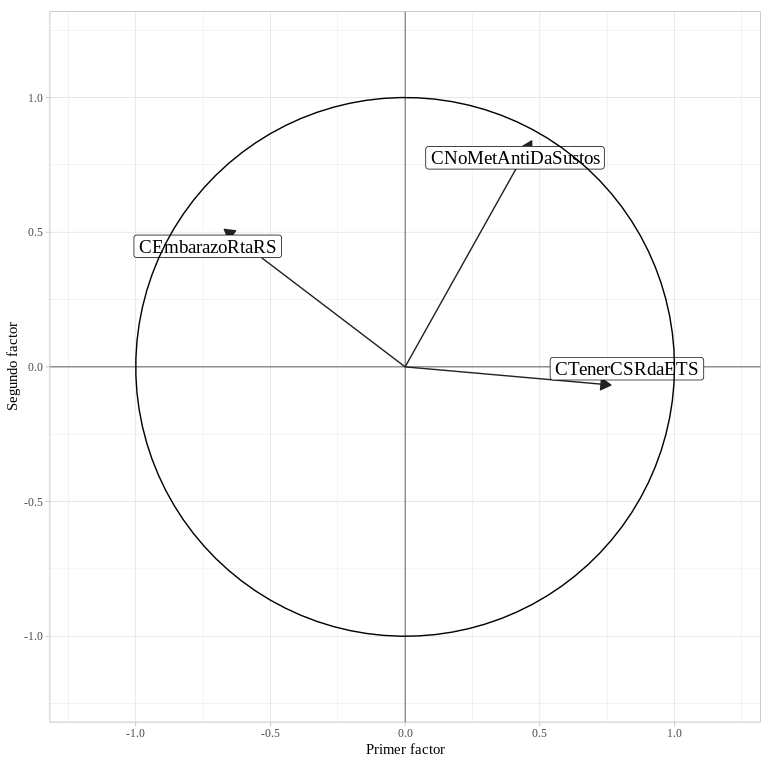 1.0
CNoMetAntiDaSustos
0.5
CEmbarazoRtaRS
Segundo factor
0.0
CTenerCSRdaETS
-0.5
-1.0
-1.0 -0.5 0.0 0.5 1.0
Primer factor